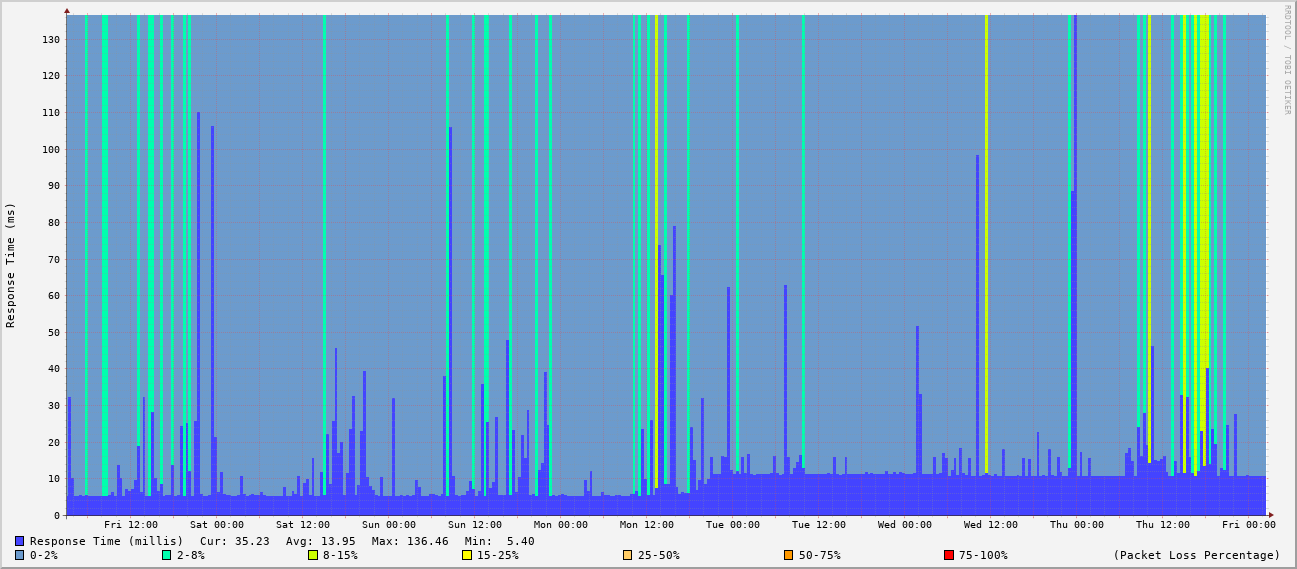 RRDTOOL / TOBI OETIKER
Response Time (ms)
130
120
110
100
90
80
70
60
50
40
30
20
10
0
Fri 12:00 Sat 00:00 Sat 12:00 Sun 00:00 Sun 12:00 Mon 00:00 Mon 12:00 Tue 00:00 Tue 12:00 Wed 00:00 Wed 12:00 Thu 00:00 Thu 12:00 Fri 00:00
Response Time (millis) Cur: 35.23 Avg: 13.95 Max: 136.46 Min: 5.40
0-2% 2-8% 8-15% 15-25% 25-50% 50-75% 75-100% (Packet Loss Percentage)